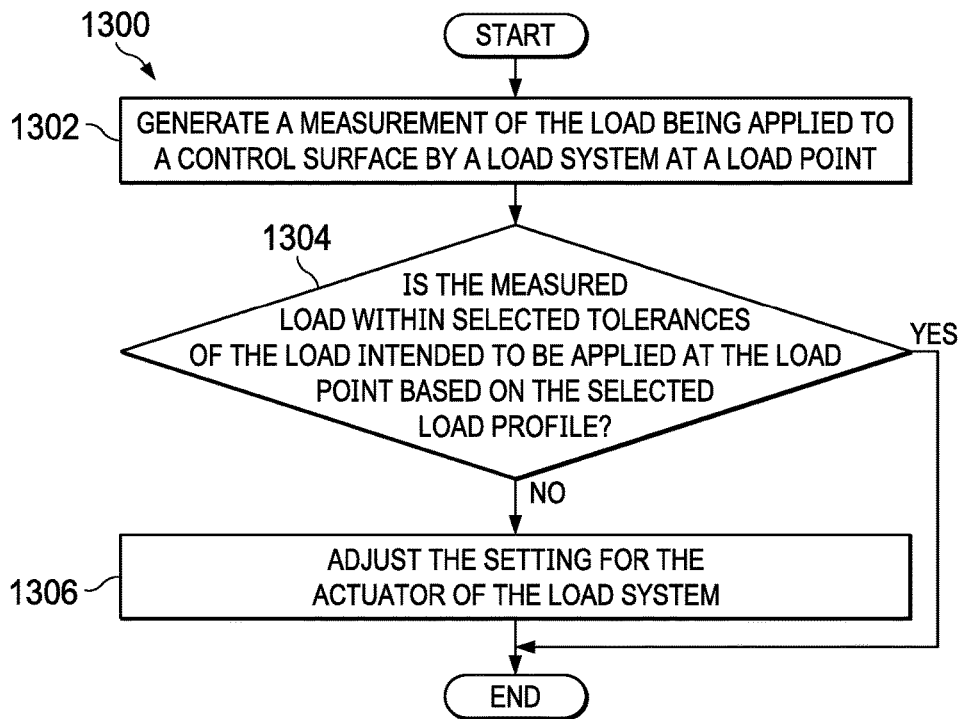 1300
START
1302
GENERATE A MEASUREMENT OF THE LOAD BEING APPLIED TO
A CONTROL SURFACE BY A LOAD SYSTEM AT A LOAD POINT
1304
IS THE MEASURED
LOAD WITHIN SELECTED TOLERANCES
OF THE LOAD INTENDED TO BE APPLIED AT THE LOAD
POINT BASED ON THE SELECTED
LOAD PROFILE?
YES
NO
1306
ADJUST THE SETTING FOR THE
ACTUATOR OF THE LOAD SYSTEM
END